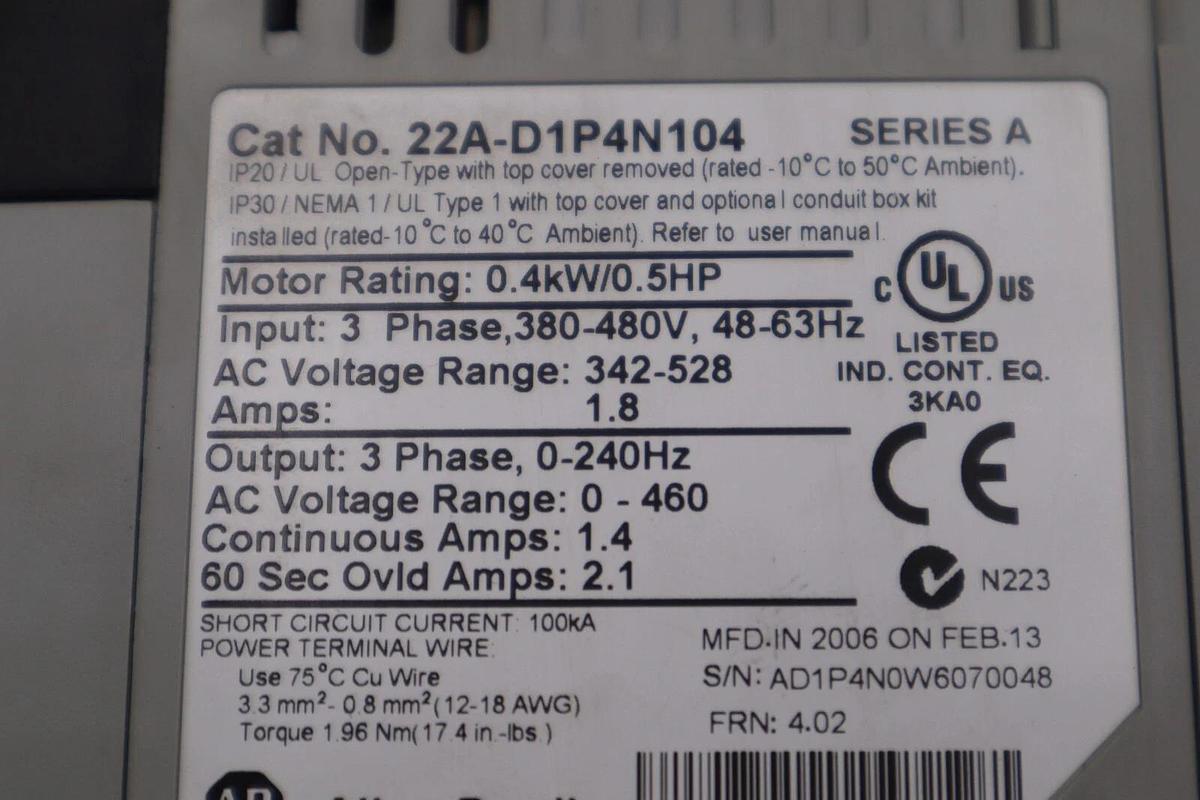 Cat No. 22A-D1P4N104 SERIES A
IP20 / UL Open-Type with top cover removed (rated -10°C to 50°C Ambient).
IP30 / NEMA 1 / UL Type 1 with top cover and optional conduit box kit
installed (rated-10°C to 40°C Ambient). Refer to user manual.
Motor Rating: 0.4kW/0.5HP
Input: 3 Phase,380-480V, 48-63Hz
AC Voltage Range: 342-528
Amps: 1.8
Output: 3 Phase, 0-240Hz
AC Voltage Range: 0 - 460
Continuous Amps: 1.4
60 Sec Ovld Amps: 2.1
SHORT CIRCUIT CURRENT: 100kA
POWER TERMINAL WIRE:
Use 75°C Cu Wire
3.3 mm²- 0.8 mm²(12-18 AWG)
Torque 1.96 Nm(17.4 in.-lbs.)
C UL US
LISTED
IND. CONT. EQ.
3KA0
CE
N223
MFD.IN 2006 ON FEB.13
S/N: AD1P4N0W6070048
FRN: 4.02